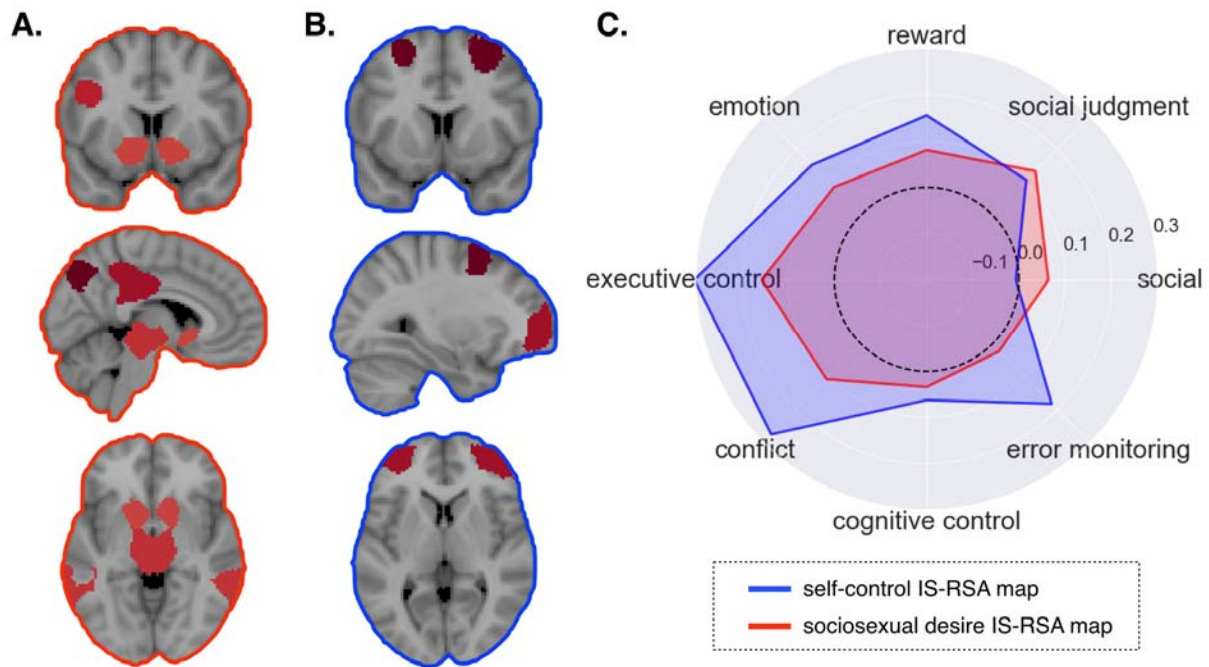 A.
B.
C.
reward
emotion
social judgment
executive control
−0.1
0.0
0.1
0.2
0.3
social
conflict
error monitoring
cognitive control
self-control IS-RSA map
sociosexual desire IS-RSA map